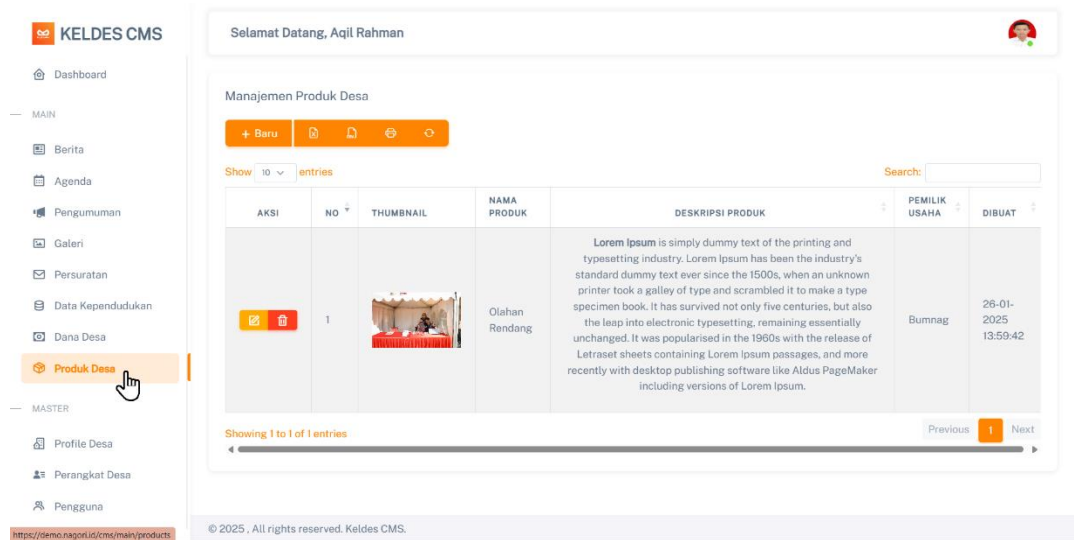 KELDES CMS
Dashboard
MAIN
Berita
Agenda
Pengumuman
Galeri
Persuratan
Data Kependudukan
Dana Desa
Produk Desa
MASTER
Profile Desa
Perangkat Desa
Pengguna
https://demo.nagori.id/cms/main/products
Selamat Datang, Aqil Rahman
Manajemen Produk Desa
+ Baru
Show 10 entries
Search:
AKSI NO THUMBNAIL NAMA PRODUK DESKRIPSI PRODUK PEMILIK USAHA DIBUAT
1
Olahan
Rendang
Lorem Ipsum is simply dummy text of the printing and
typesetting industry. Lorem Ipsum has been the industry's
standard dummy text ever since the 1500s, when an unknown
printer took a galley of type and scrambled it to make a type
specimen book. It has survived not only five centuries, but also
the leap into electronic typesetting, remaining essentially
unchanged. It was popularised in the 1960s with the release of
Letraset sheets containing Lorem Ipsum passages, and more
recently with desktop publishing software like Aldus PageMaker
including versions of Lorem Ipsum.
Bumnag
26-01-
2025
13:59:42
Showing 1 to 1 of 1 entries
Previous 1 Next
© 2025 , All rights reserved. Keldes CMS.